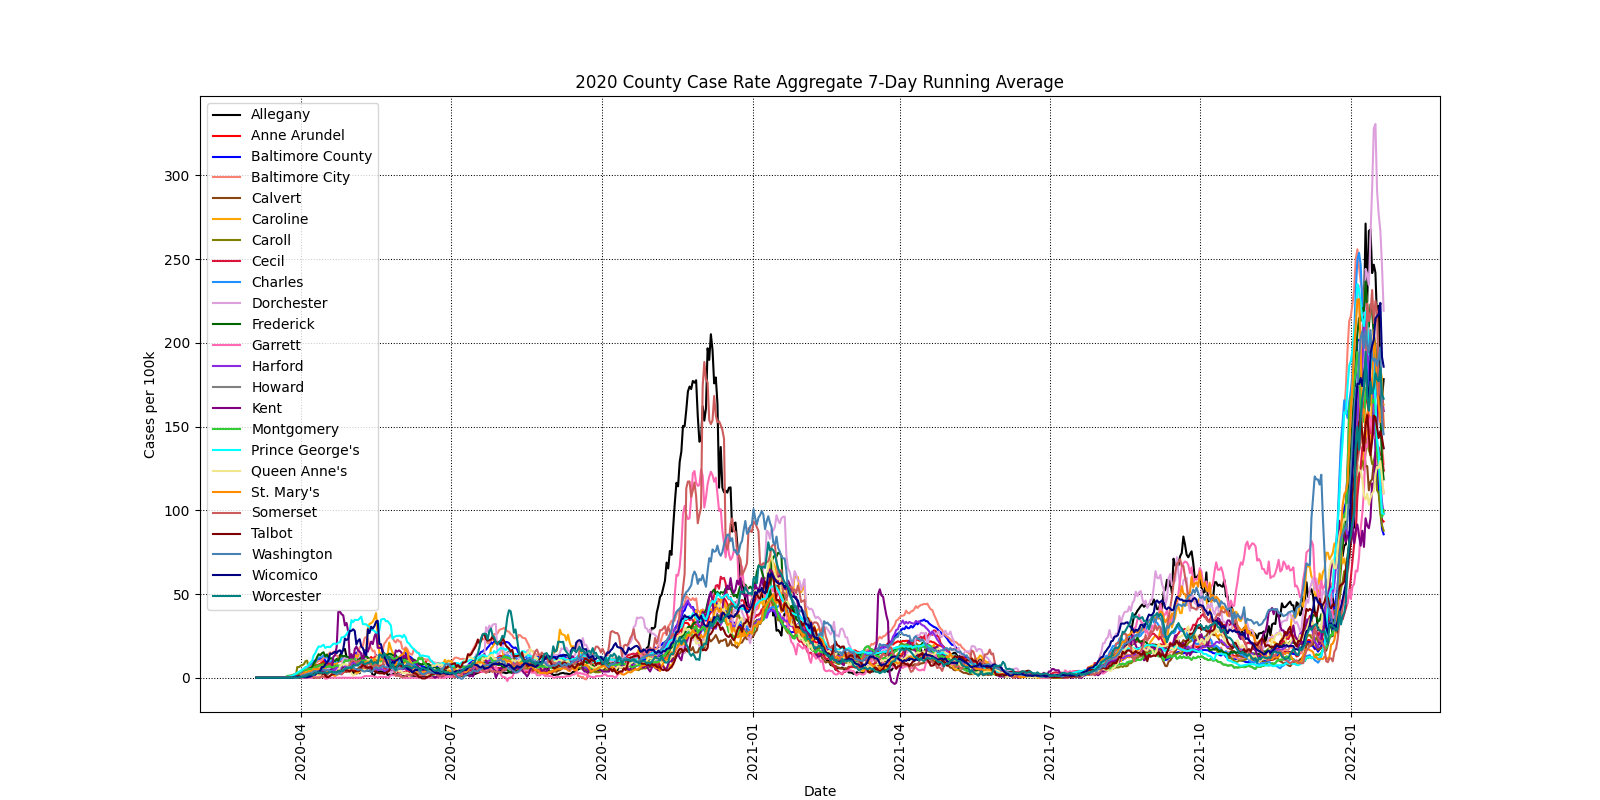 2020 County Case Rate Aggregate 7-Day Running Average
Allegany
Anne Arundel
Baltimore County
Baltimore City
Calvert
Caroline
Caroll
Cecil
Charles
Dorchester
Frederick
Garrett
Harford
Howard
Kent
Montgomery
Prince George's
Queen Anne's
St. Mary's
Somerset
Talbot
Washington
Wicomico
Worcester
Cases per 100k
300
250
200
150
100
50
0
2020-04
2020-07
2020-10
2021-01
2021-04
2021-07
2021-10
2022-01
Date